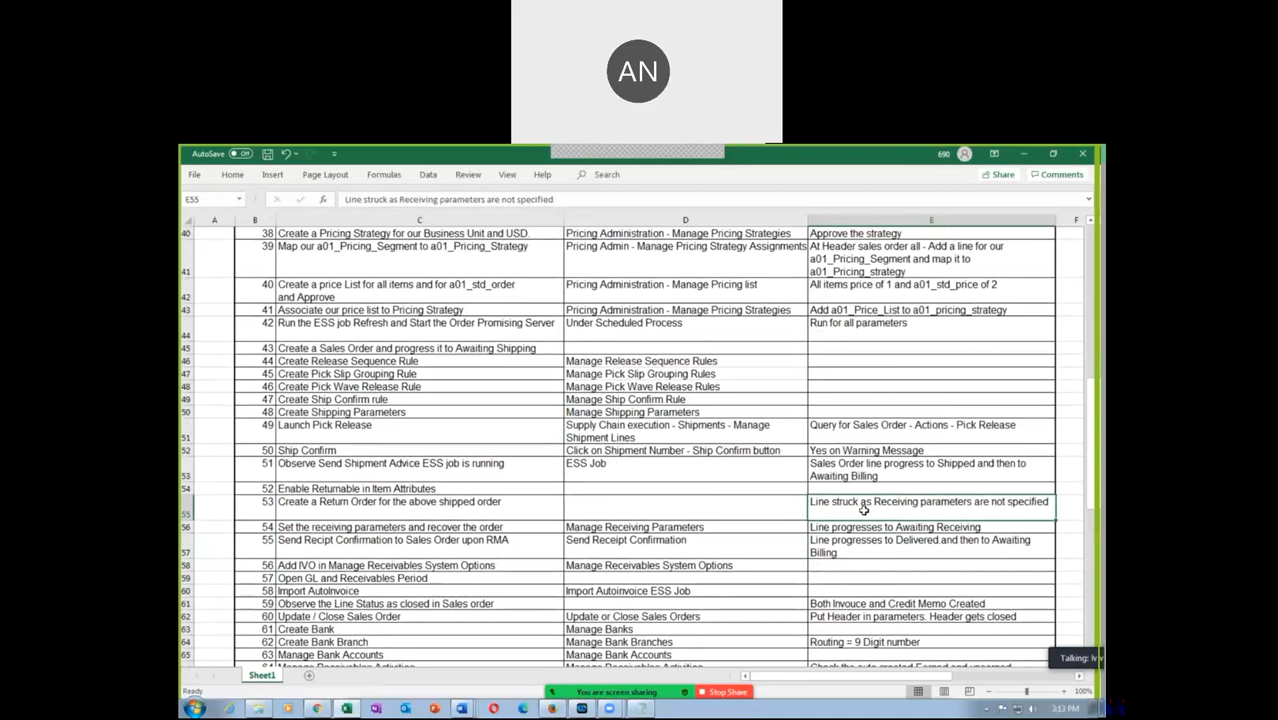 AN
AutoSave Off
690
File Home Insert Page Layout Formulas Data Review View Help Search Share Comments
E55 fx Line struck as Receiving parameters are not specified
A B C D E F
40 38 Create a Pricing Strategy for our Business Unit and USD. Pricing Administration - Manage Pricing Strategies Approve the strategy
39 Map our a01_Pricing_Segment to a01_Pricing_Strategy Pricing Admin - Manage Pricing Strategy Assignments At Header sales order all - Add a line for our
a01_Pricing_Segment and map it to
41 a01_Pricing_strategy
40 Create a price List for all items and for a01_std_order Pricing Administration - Manage Pricing list All items price of 1 and a01_std_price of 2
42 and Approve
43 41 Associate our price list to Pricing Strategy Pricing Administration - Manage Pricing Strategies Add a01_Price_List to a01_pricing_strategy
42 Run the ESS job Refresh and Start the Order Promising Server Under Scheduled Process Run for all parameters
44
45 43 Create a Sales Order and progress it to Awaiting Shipping
46 44 Create Release Sequence Rule Manage Release Sequence Rules
47 45 Create Pick Slip Grouping Rule Manage Pick Slip Grouping Rules
48 46 Create Pick Wave Release Rule Manage Pick Wave Release Rules
49 47 Create Ship Confirm rule Manage Ship Confirm Rule
50 48 Create Shipping Parameters Manage Shipping Parameters
49 Launch Pick Release Supply Chain execution - Shipments - Manage Query for Sales Order - Actions - Pick Release
51 Shipment Lines
52 50 Ship Confirm Click on Shipment Number - Ship Confirm button Yes on Warning Message
51 Observe Send Shipment Advice ESS job is running ESS Job Sales Order line progress to Shipped and then to
53 Awaiting Billing
54 52 Enable Returnable in Item Attributes
53 Create a Return Order for the above shipped order Line struck as Receiving parameters are not specified
55
56 54 Set the receiving parameters and recover the order Manage Receiving Parameters Line progresses to Awaiting Receiving
55 Send Recipt Confirmation to Sales Order upon RMA Send Receipt Confirmation Line progresses to Delivered and then to Awaiting
57 Billing
58 56 Add IVO in Manage Receivables System Options Manage Receivables System Options
59 57 Open GL and Receivables Period
60 58 Import AutoInvoice Import Autoinvoice ESS Job
61 59 Observe the Line Status as closed in Sales order Both Invouce and Credit Memo Created
62 60 Update / Close Sales Order Manage Update or Close Sales Orders Put Header in parameters. Header gets closed
63 61 Create Bank Manage Banks
64 62 Create Bank Branch Manage Bank Branches Routing = 9 Digit number
65 63 Manage Bank Accounts Manage Bank Accounts
Talking:
Sheet1
Ready
You are screen sharing Stop Share
100%
3:13 PM